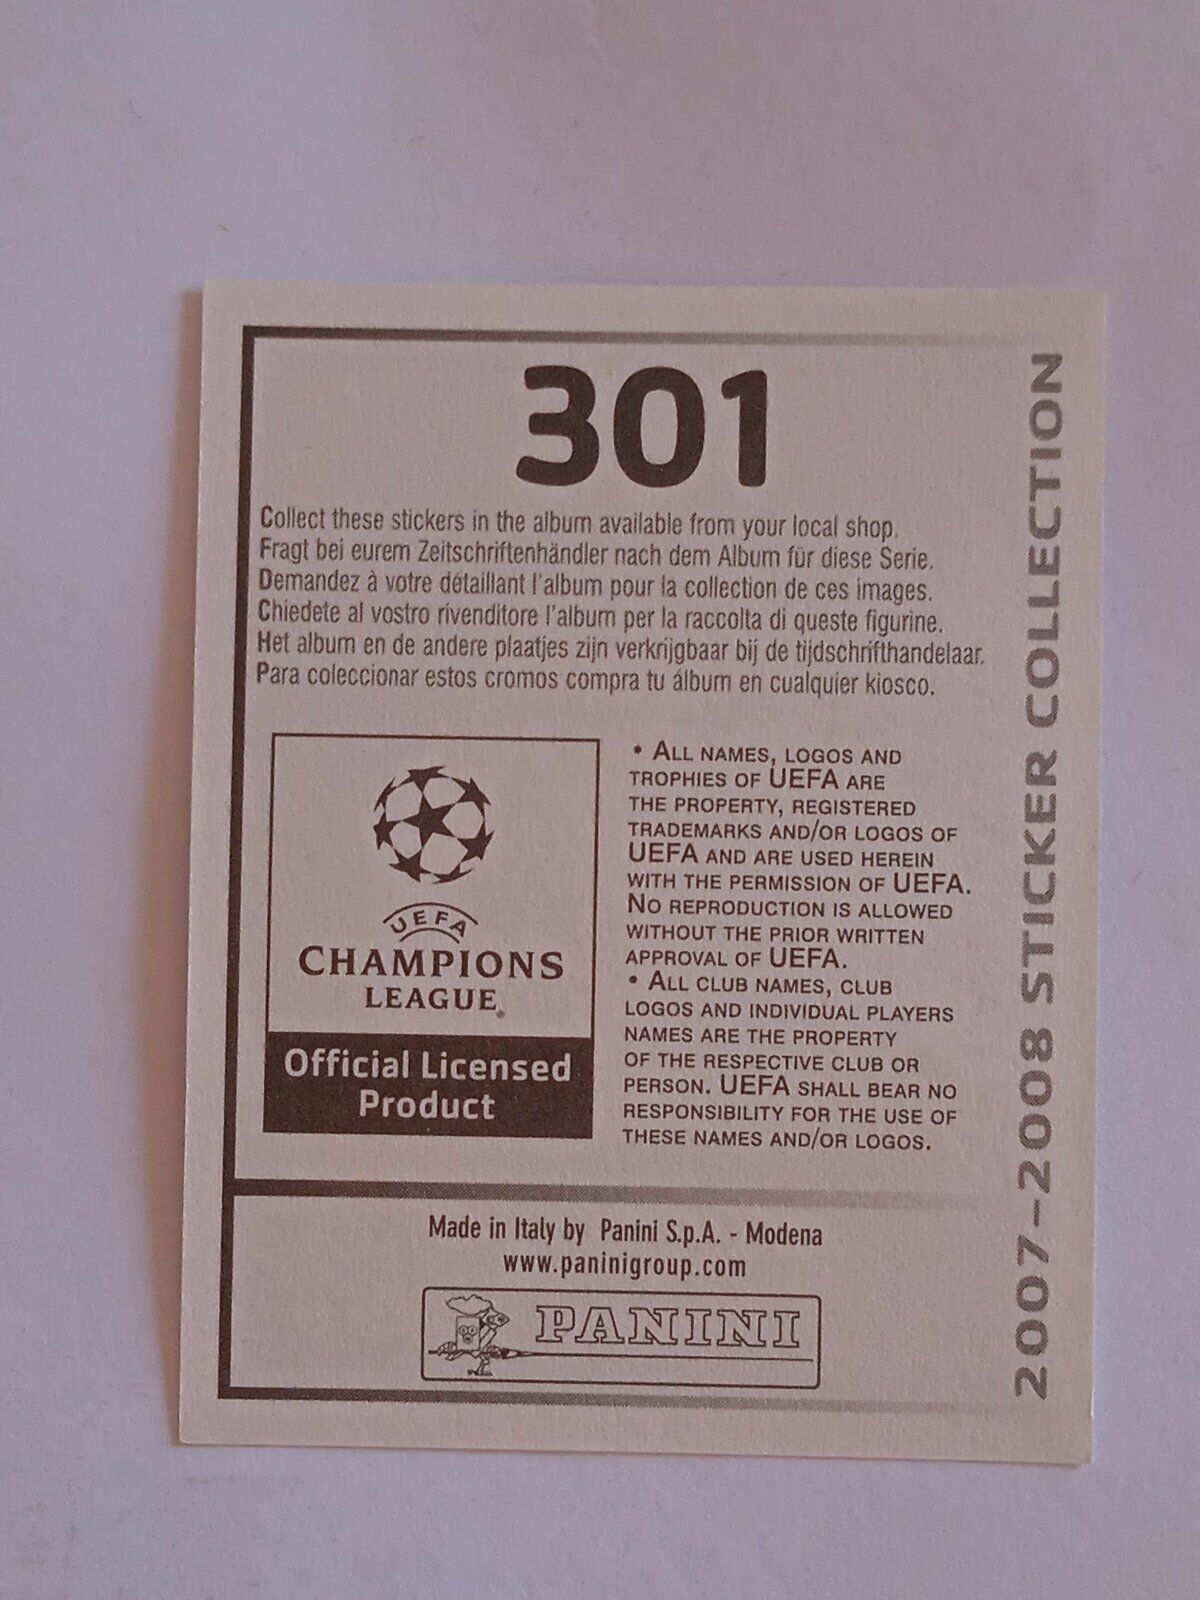 301
Collect these stickers in the album available from your local shop.
Fragt bei eurem Zeitschriftenhändler nach dem Album für diese Serie.
Demandez à votre détaillant l'album pour la collection de ces images.
Chiedete al vostro rivenditore l'album per la raccolta di queste figurine.
Het album en de andere plaatjes zijn verkrijgbaar bij de tijdschrifthandelaar.
Para coleccionar estos cromos compra tu álbum en cualquier kiosco.
UEFA
CHAMPIONS
LEAGUE
Official Licensed
Product
• ALL NAMES, LOGOS AND
TROPHIES OF UEFA ARE
THE PROPERTY, REGISTERED
TRADEMARKS AND/OR LOGOS OF
UEFA AND ARE USED HEREIN
WITH THE PERMISSION OF UEFA.
NO REPRODUCTION IS ALLOWED
WITHOUT THE PRIOR WRITTEN
APPROVAL OF UEFA.
• ALL CLUB NAMES, CLUB
LOGOS AND INDIVIDUAL PLAYERS
NAMES ARE THE PROPERTY
OF THE RESPECTIVE CLUB OR
PERSON. UEFA SHALL BEAR NO
RESPONSIBILITY FOR THE USE OF
THESE NAMES AND/OR LOGOS.
2007–2008 STICKER COLLECTION
Made in Italy by Panini S.p.A. - Modena
www.paninigroup.com
PANINI